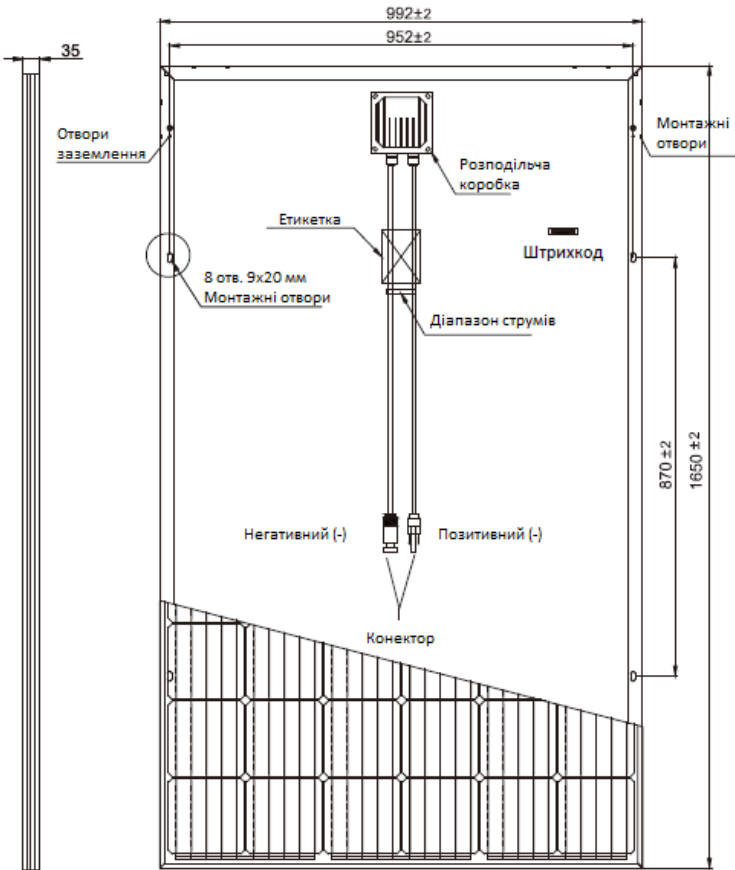 992±2
952±2
35
Отвори
заземлення
Монтажні
отвори
Розподільча
коробка
Етикетка
Штрихкод
8 отв. 9х20 мм
Монтажні отвори
Діапазон струмів
870±2
1650±2
Негативний (-)
Позитивний (-)
Конектор